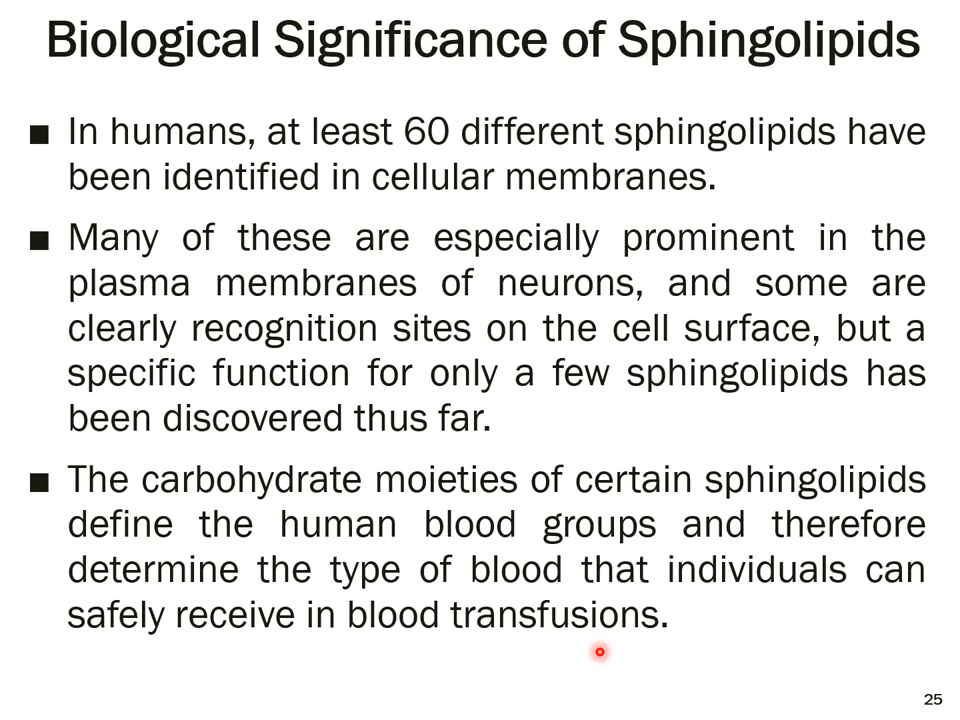 Biological Significance of Sphingolipids
■ In humans, at least 60 different sphingolipids have
been identified in cellular membranes.
■ Many of these are especially prominent in the
plasma membranes of neurons, and some are
clearly recognition sites on the cell surface, but a
specific function for only a few sphingolipids has
been discovered thus far.
■ The carbohydrate moieties of certain sphingolipids
define the human blood groups and therefore
determine the type of blood that individuals can
safely receive in blood transfusions.
25